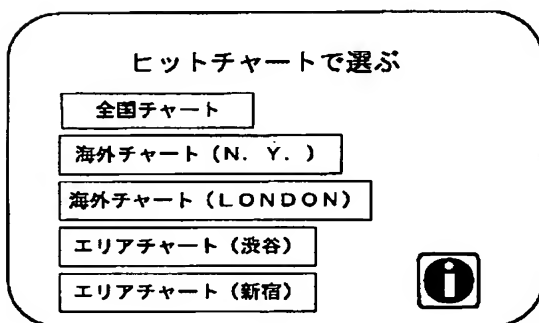 ヒットチャートで選ぶ
全国チャート
海外チャート(N. Y. )
海外チャート(LONDON)
エリアチャート(渋谷)
エリアチャート(新宿)
i